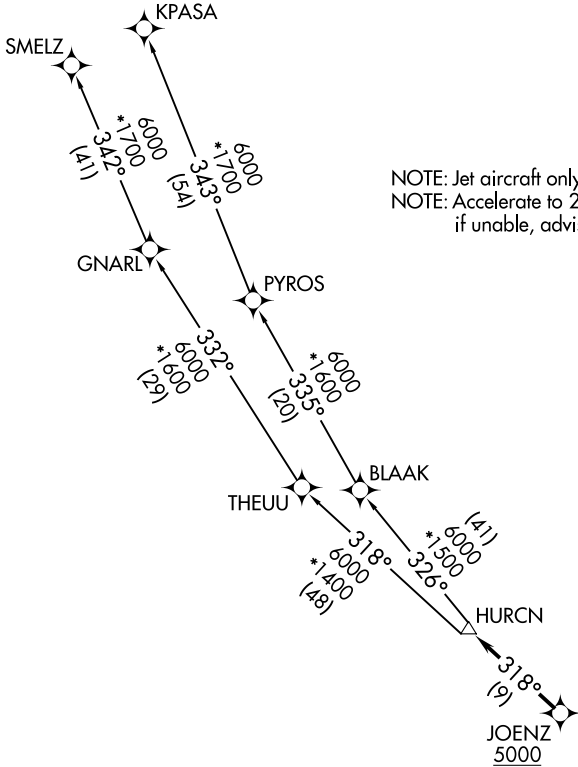 KPASA
SMELZ
6000
*1700
342°
(41)
6000
*1700
343°
(54)
NOTE: Jet aircraft only
NOTE: Accelerate to 2
if unable,
GNARL
PYROS
332°
6000
*1600
(29)
6000
*1600
335°
(20)
BLAAK
THEUU
318°
6000
*1400
(48)
(41)
6000
*1500
326°
HURCN
318°
(9)
JOENZ
5000